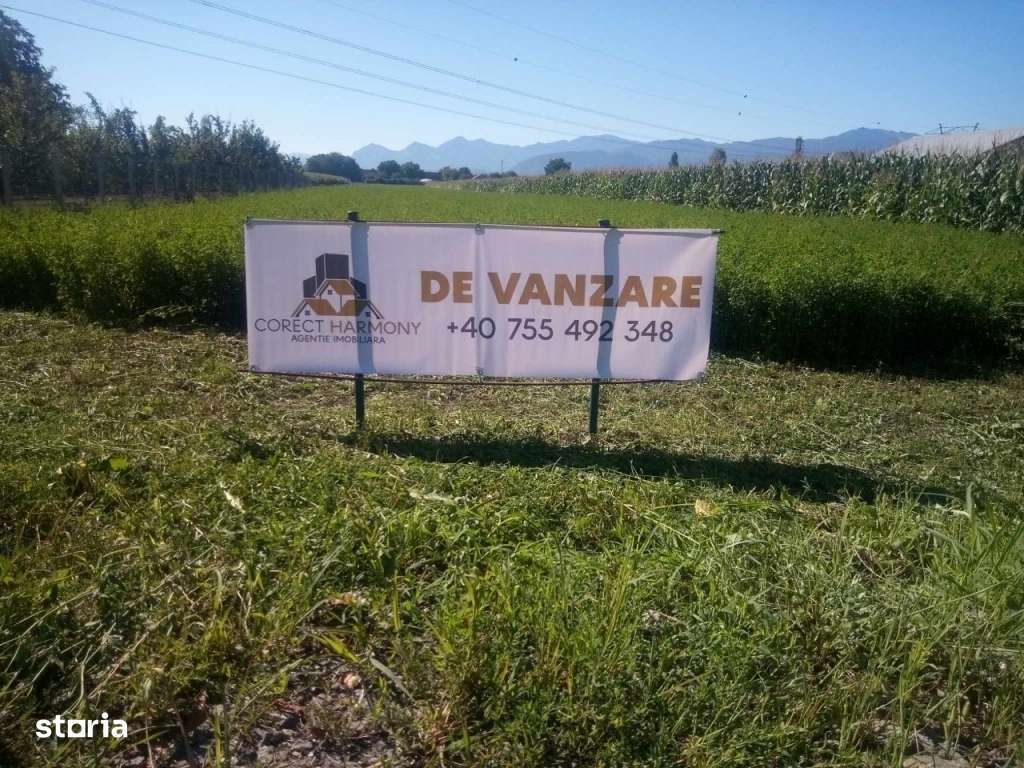 DE VANZARE
+40 755 492 348
CORECT HARMONY
AGENTIE IMOBILIARA
storia